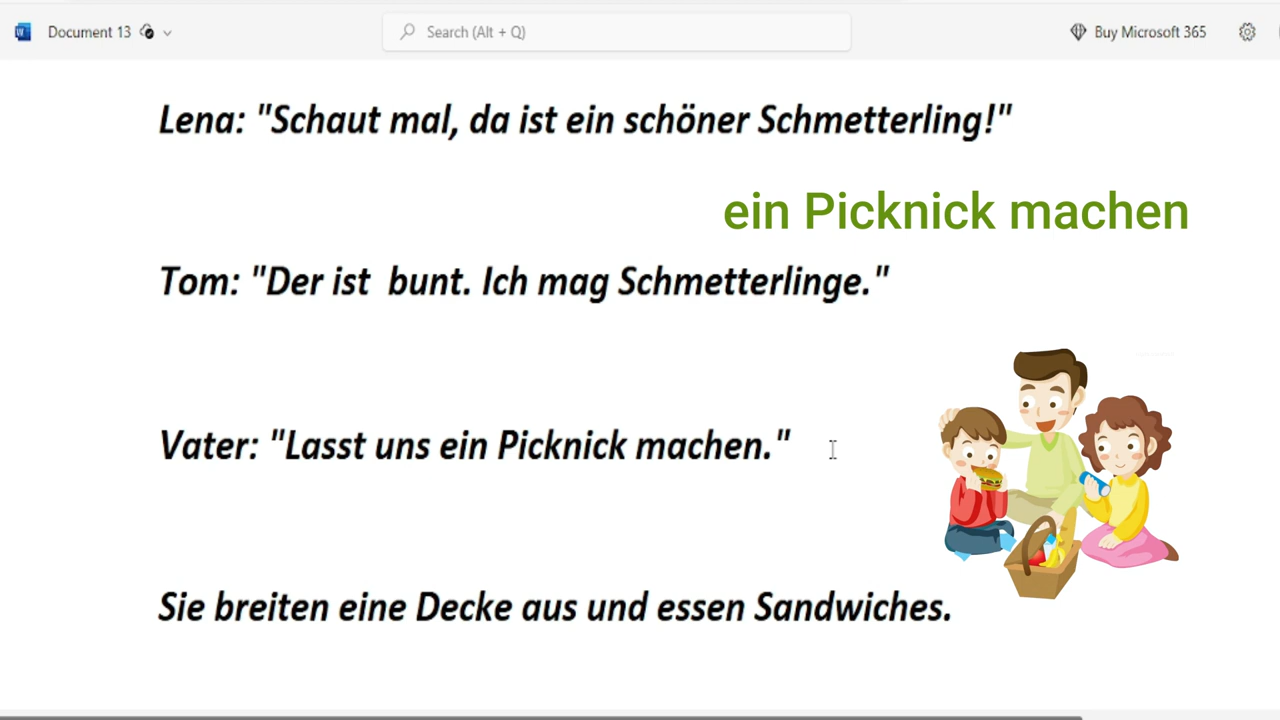 Document 13
Search (Alt + Q)
Buy Microsoft 365
Lena: "Schaut mal, da ist ein schöner Schmetterling!"
ein Picknick machen
Tom: "Der ist  bunt. Ich mag Schmetterlinge."
Vater: "Lasst uns ein Picknick machen."
Sie breiten eine Decke aus und essen Sandwiches.